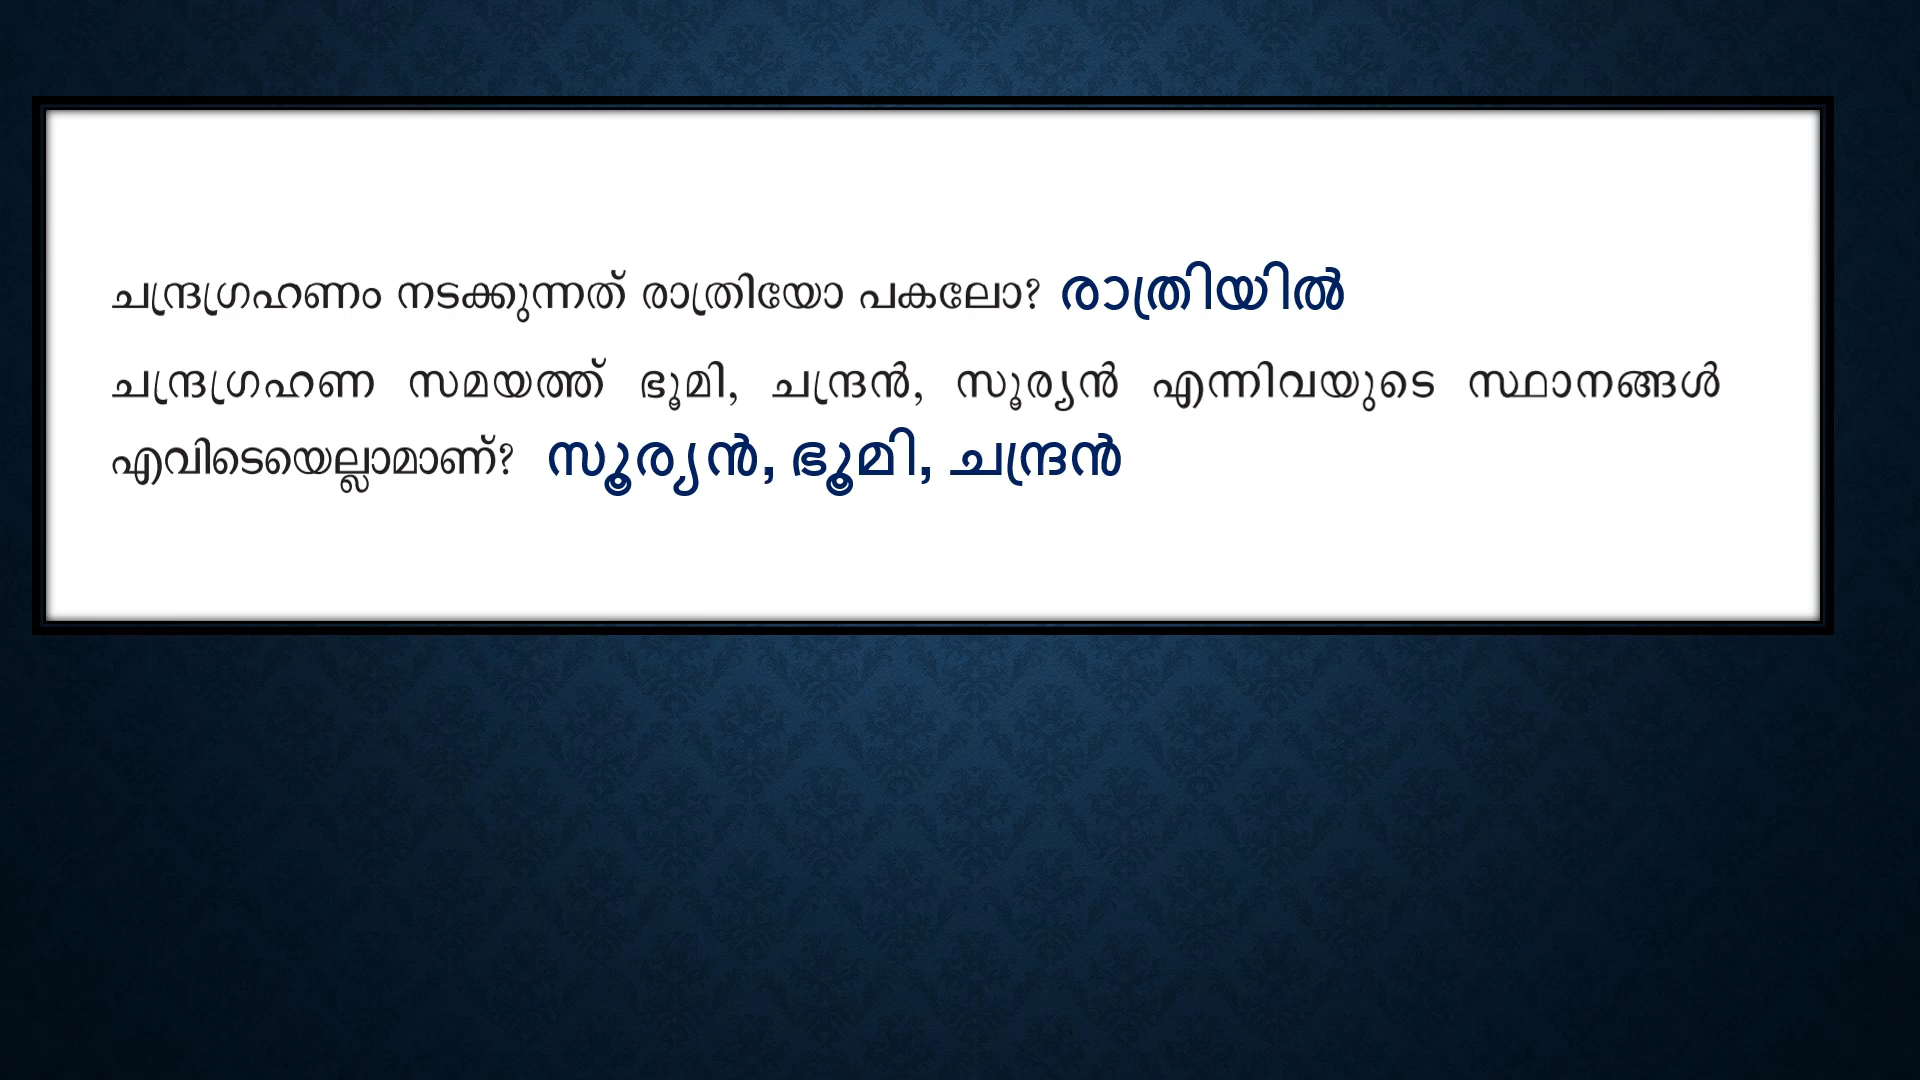 ചന്ദ്രഗ്രഹണം നടക്കുന്നത് രാത്രിയോ പകലോ? രാത്രിയിൽ
ചന്ദ്രഗ്രഹണ സമയത്ത് ഭൂമി, ചന്ദ്രൻ, സൂര്യൻ എന്നിവയുടെ സ്ഥാനങ്ങൾ
എവിടെയെല്ലാമാണ്? സൂര്യൻ, ഭൂമി, ചന്ദ്രൻ